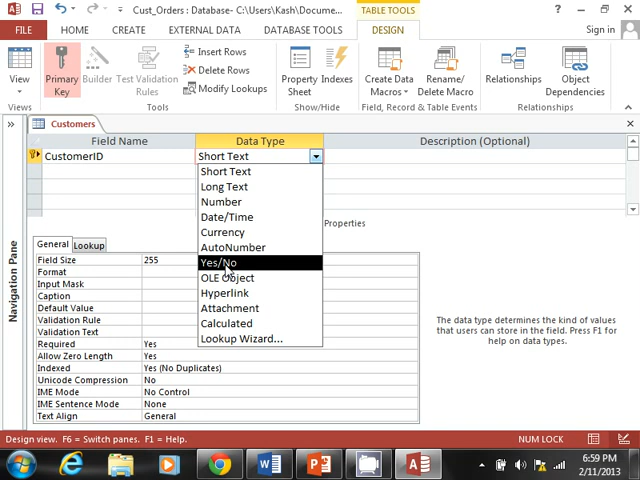 Cust_Orders : Database- C:\Users\Kash\Docume...
TABLE TOOLS
FILE
HOME
CREATE
EXTERNAL DATA
DATABASE TOOLS
DESIGN
Sign in
View
Primary
Key
Builder
Test Validation
Rules
Insert Rows
Delete Rows
Modify Lookups
Property
Sheet
Indexes
Create Data
Macros
Rename/
Delete Macro
Relationships
Object
Dependencies
Views
Tools
Show/Hide
Field, Record & Table Events
Relationships
Customers
Field Name
Data Type
Description (Optional)
CustomerID
Short Text
Short Text
Long Text
Number
Date/Time
Currency
AutoNumber
Yes/No
OLE Object
Hyperlink
Attachment
Calculated
Lookup Wizard...
Properties
Navigation Pane
General
Lookup
Field Size 255
Format
Input Mask
Caption
Default Value
Validation Rule
Validation Text
Required Yes
Allow Zero Length Yes
Indexed Yes (No Duplicates)
Unicode Compression No
IME Mode No Control
IME Sentence Mode None
Text Align General
The data type determines the kind of values
that users can store in the field. Press F1 for
help on data types.
Design view. F6 = Switch panes. F1 = Help.
NUM LOCK
6:59 PM
2/11/2013